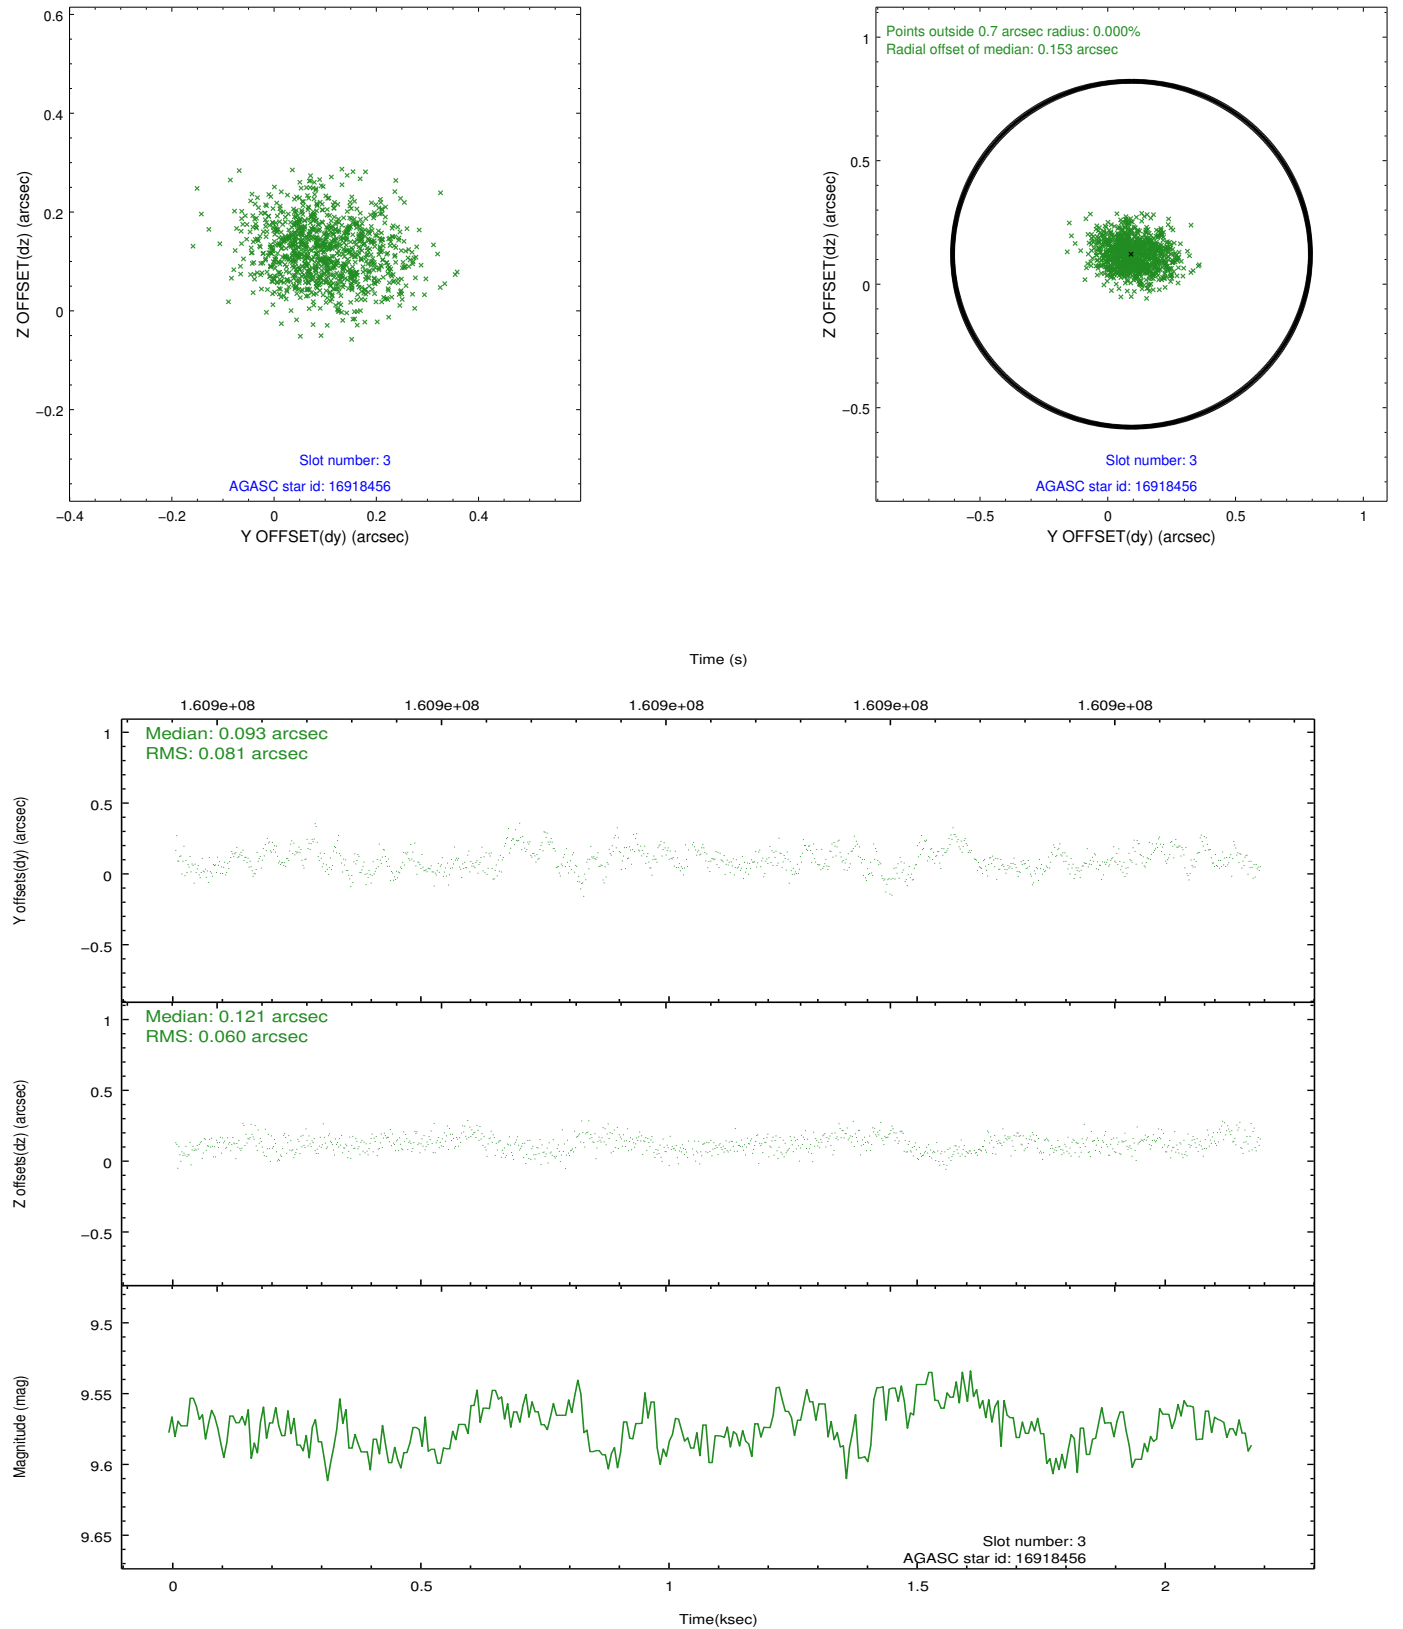 0.6
0.4
0.2
0
−0.2
Z OFFSET(dz) (arcsec)
Slot number: 3
AGASC star id: 16918456
−0.4 −0.2 0 0.2 0.4
Y OFFSET(dy) (arcsec)
Points outside 0.7 arcsec radius: 0.000%
Radial offset of median: 0.153 arcsec
1
0.5
0
−0.5
Z OFFSET(dz) (arcsec)
Slot number: 3
AGASC star id: 16918456
−0.5 0 0.5 1
Y OFFSET(dy) (arcsec)
Time (s)
1.609e+08 1.609e+08 1.609e+08 1.609e+08 1.609e+08
Median: 0.093 arcsec
RMS: 0.081 arcsec
1
0.5
0
−0.5
Y offsets(dy) (arcsec)
Median: 0.121 arcsec
RMS: 0.060 arcsec
1
0.5
0
−0.5
Z offsets(dz) (arcsec)
9.5
9.55
9.6
9.65
Magnitude (mag)
Slot number: 3
AGASC star id: 16918456
0 0.5 1 1.5 2
Time(ksec)